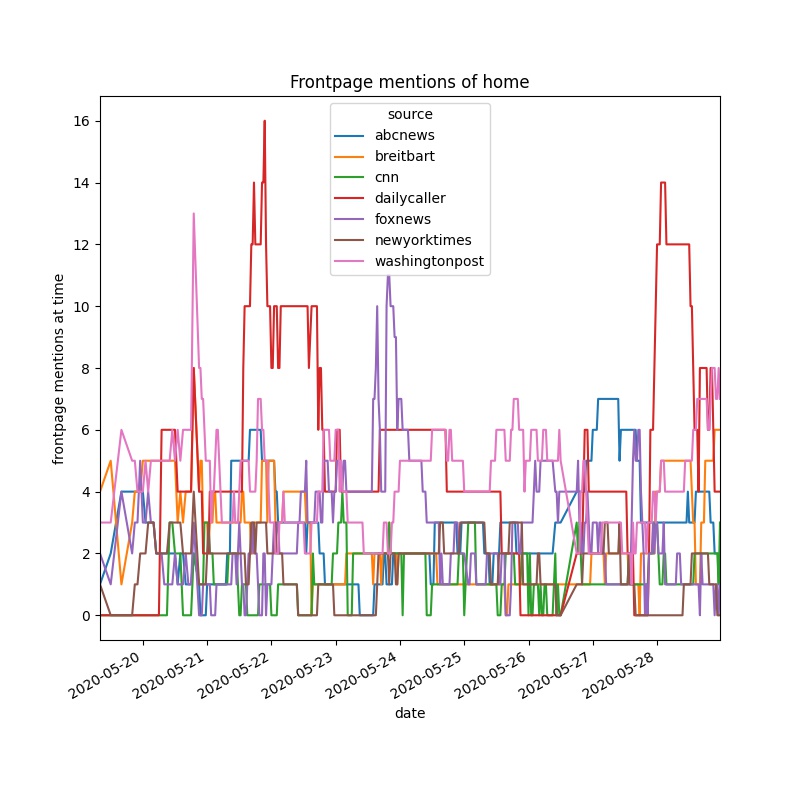 Frontpage mentions of home
source
abcnews
breitbart
cnn
dailycaller
foxnews
newyorktimes
washingtonpost
frontpage mentions at time
16
14
12
10
8
6
4
2
0
2020-05-20
2020-05-21
2020-05-22
2020-05-23
2020-05-24
2020-05-25
2020-05-26
2020-05-27
2020-05-28
date